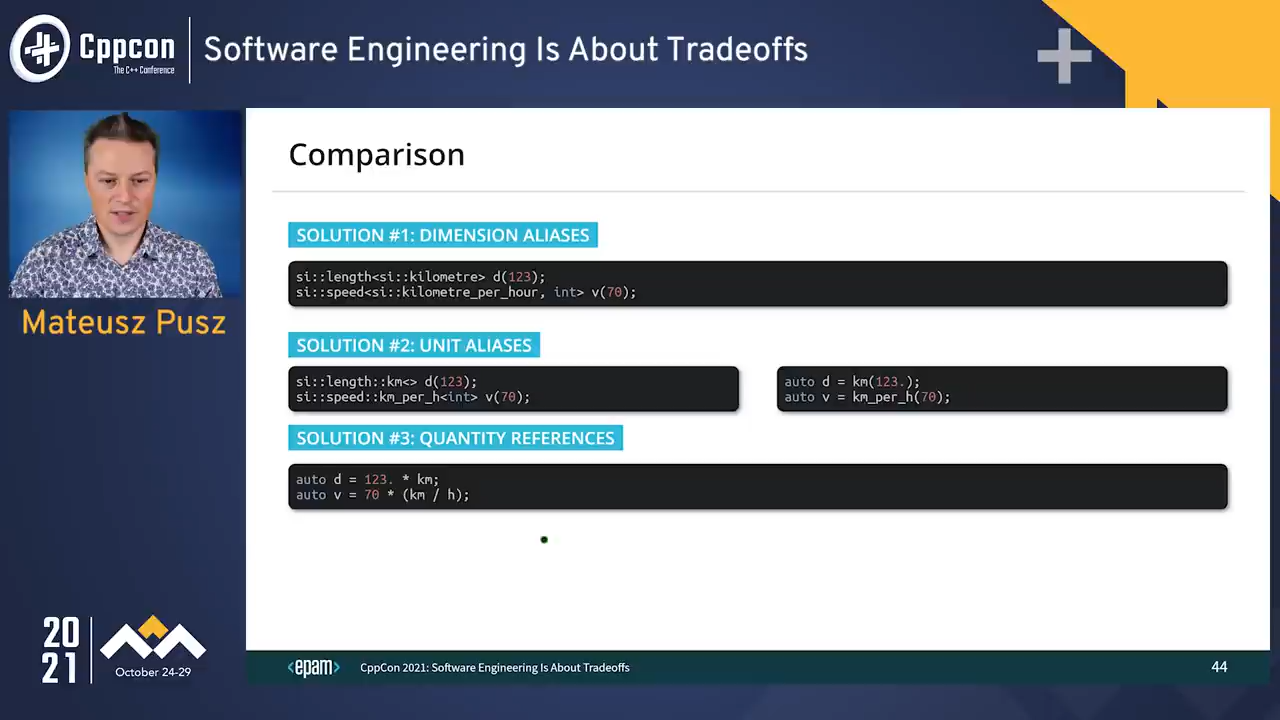 Cppcon
The C++ Conference
Software Engineering Is About Tradeoffs
Mateusz Pusz
Comparison
SOLUTION #1: DIMENSION ALIASES
si::length<si::kilometre> d(123);
si::speed<si::kilometre_per_hour, int> v(70);
SOLUTION #2: UNIT ALIASES
si::length::km<> d(123);
si::speed::km_per_h<int> v(70);
auto d = km(123.);
auto v = km_per_h(70);
SOLUTION #3: QUANTITY REFERENCES
auto d = 123. * km;
auto v = 70 * (km / h);
20
21
October 24-29
<epam>
CppCon 2021: Software Engineering Is About Tradeoffs
44